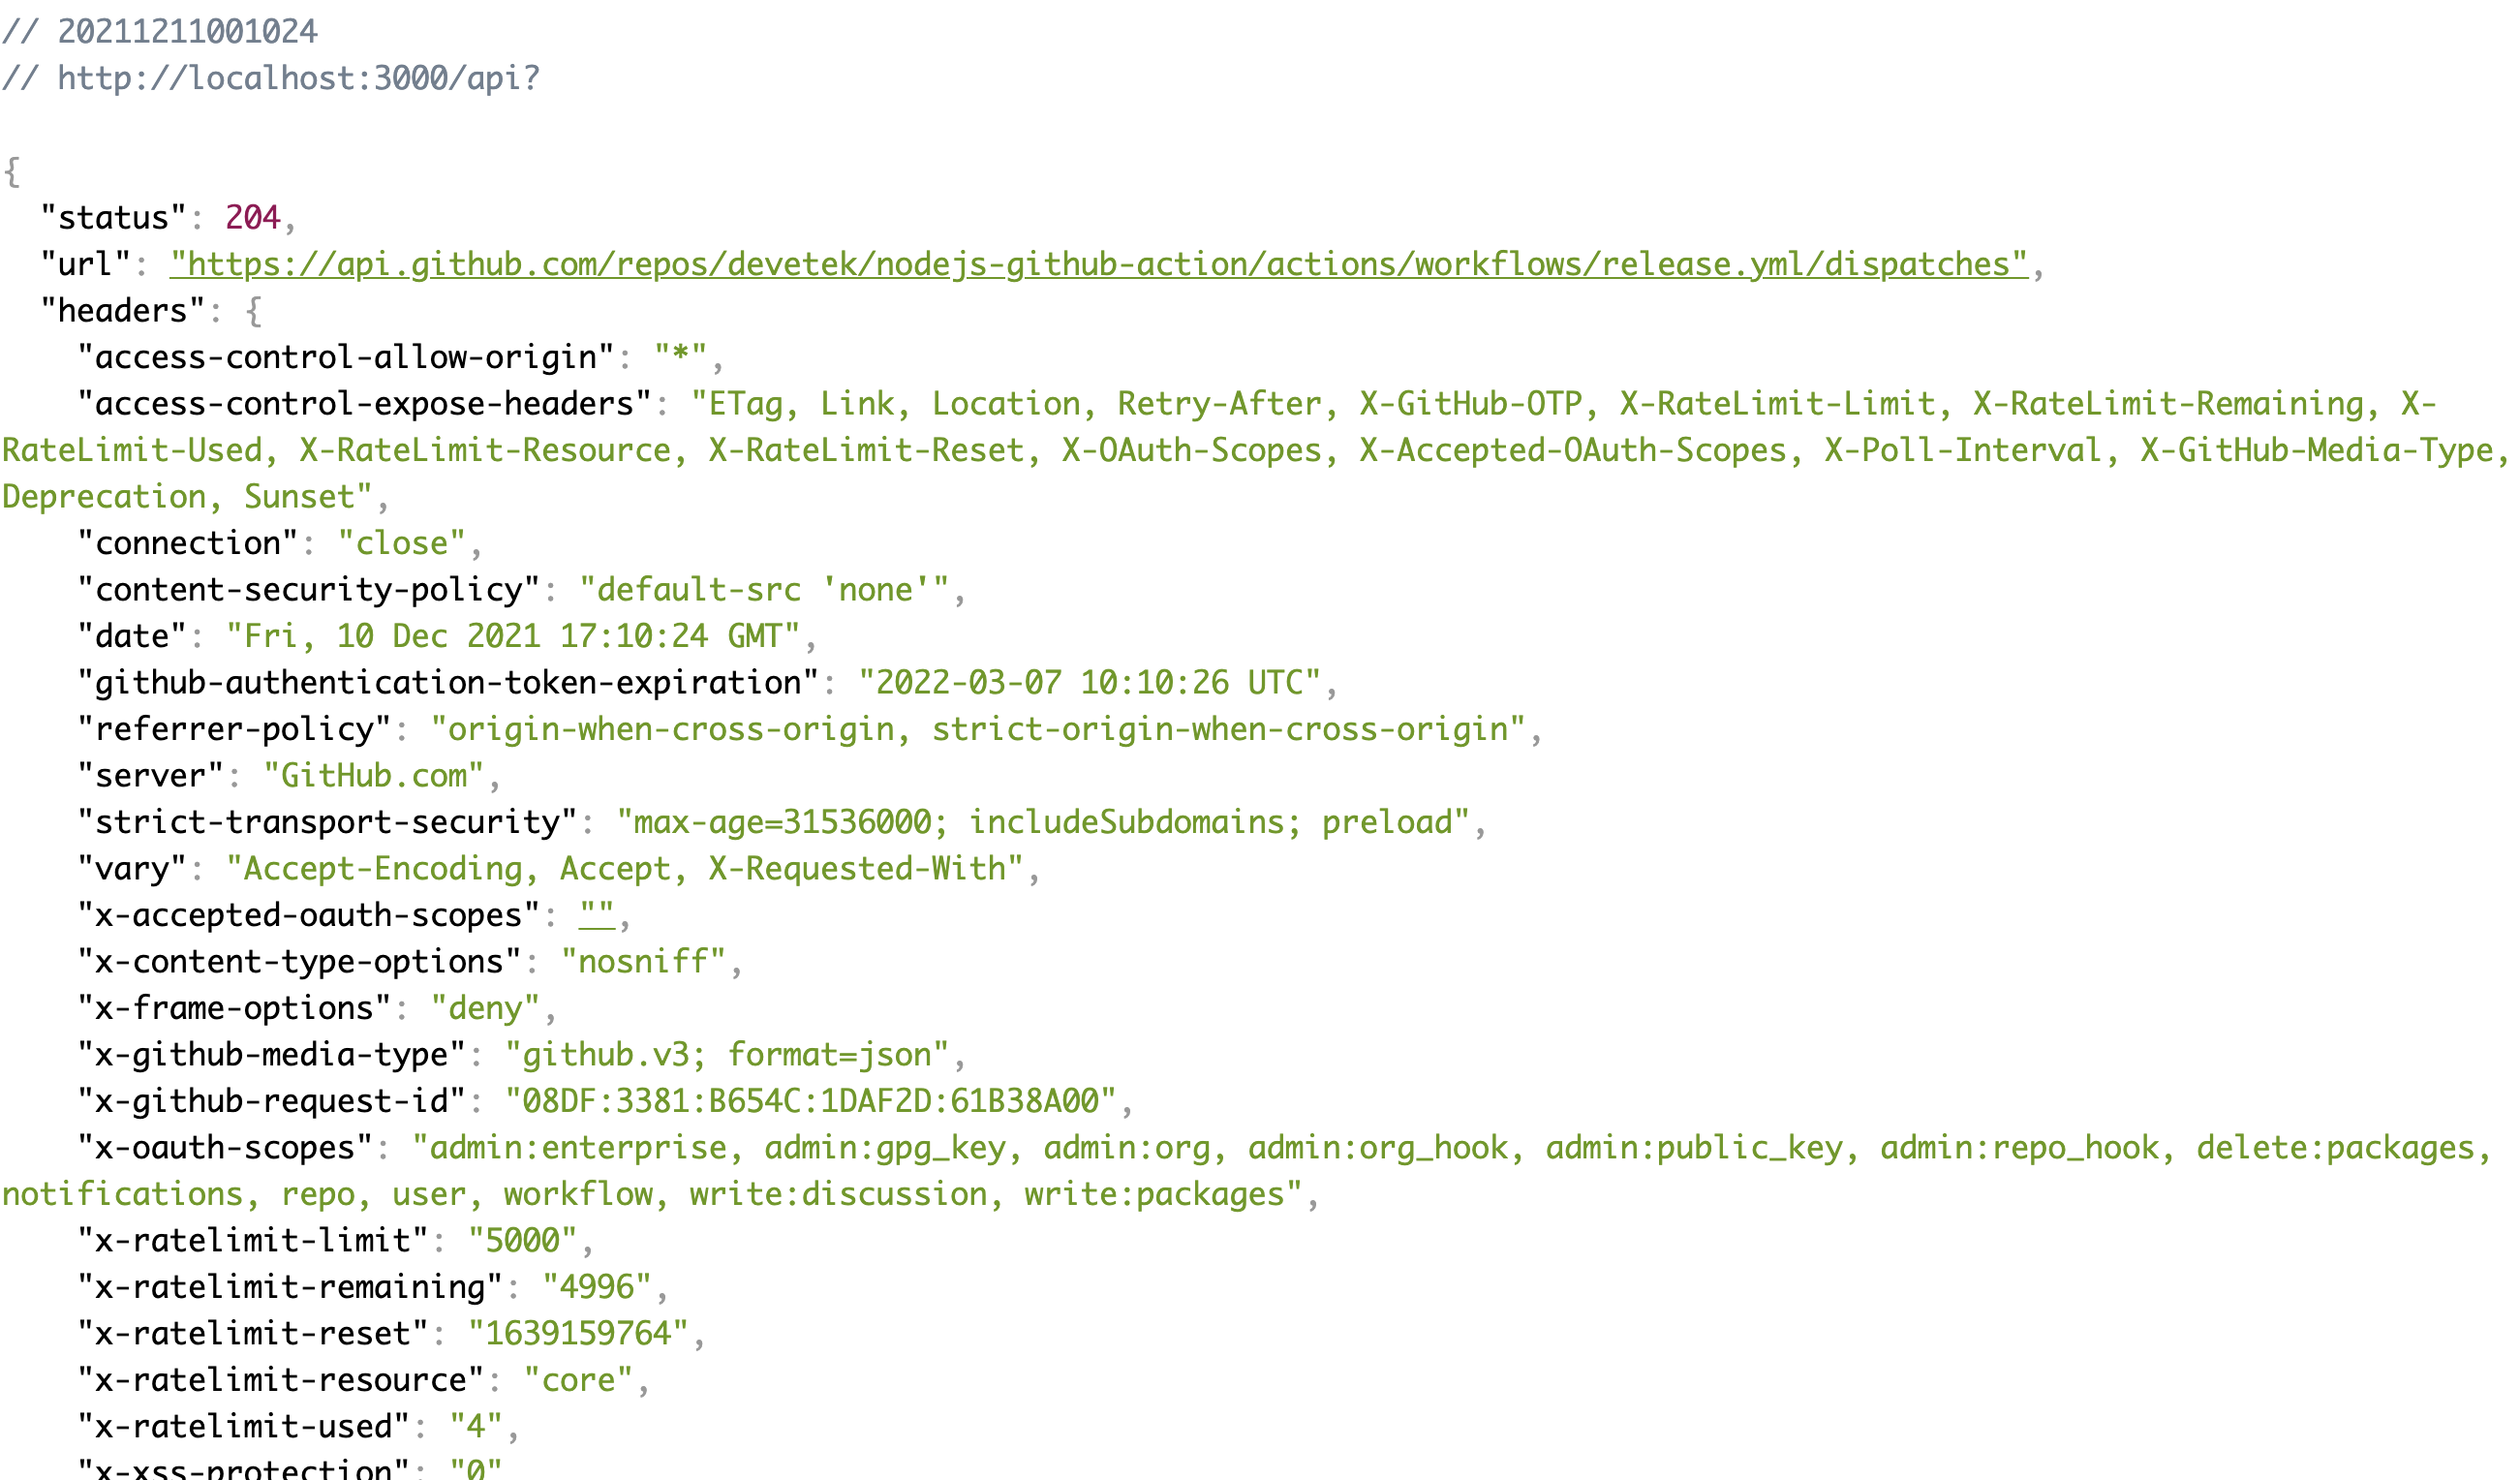 // 20211211001024
// http://localhost:3000/api?
{
"status": 204,
"url": "https://api.github.com/repos/devetek/nodejs-github-action/actions/workflows/release.yml/dispatches",
"headers": {
"access-control-allow-origin": "*",
"access-control-expose-headers": "ETag, Link, Location, Retry-After, X-GitHub-OTP, X-RateLimit-Limit, X-RateLimit-Remaining, X-
RateLimit-Used, X-RateLimit-Resource, X-RateLimit-Reset, X-OAuth-Scopes, X-Accepted-OAuth-Scopes, X-Poll-Interval, X-GitHub-Media-Type,
Deprecation, Sunset",
"connection": "close",
"content-security-policy": "default-src 'none'",
"date": "Fri, 10 Dec 2021 17:10:24 GMT",
"github-authentication-token-expiration": "2022-03-07 10:10:26 UTC",
"referrer-policy": "origin-when-cross-origin, strict-origin-when-cross-origin",
"server": "GitHub.com",
"strict-transport-security": "max-age=31536000; includeSubdomains; preload",
"vary": "Accept-Encoding, Accept, X-Requested-With",
"x-accepted-oauth-scopes": "",
"x-content-type-options": "nosniff",
"x-frame-options": "deny",
"x-github-media-type": "github.v3; format=json",
"x-github-request-id": "08DF:3381:B654C:1DAF2D:61B38A00",
"x-oauth-scopes": "admin:enterprise, admin:gpg_key, admin:org, admin:org_hook, admin:public_key, admin:repo_hook, delete:packages,
notifications, repo, user, workflow, write:discussion, write:packages",
"x-ratelimit-limit": "5000",
"x-ratelimit-remaining": "4996",
"x-ratelimit-reset": "1639159764",
"x-ratelimit-resource": "core",
"x-ratelimit-used": "4",
"x-xss-protection": "0"